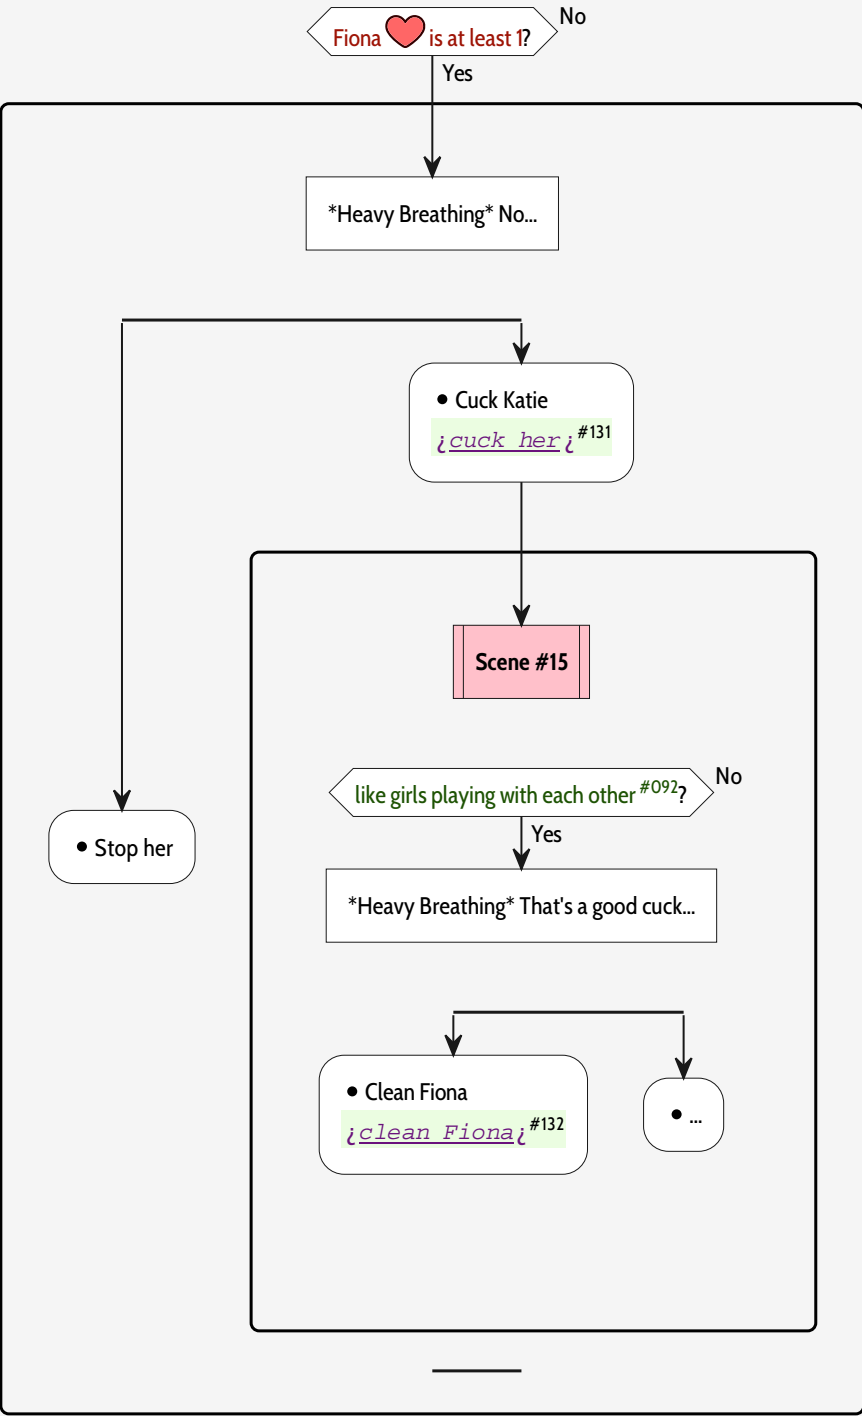 Fiona is at least 1?
No
Yes
*Heavy Breathing* No...
• Cuck Katie
¿cuck her¿#131
Scene #15
like girls playing with each other #092?
No
Yes
• Stop her
*Heavy Breathing* That's a good cuck...
• Clean Fiona
¿clean Fiona¿#132
• ...